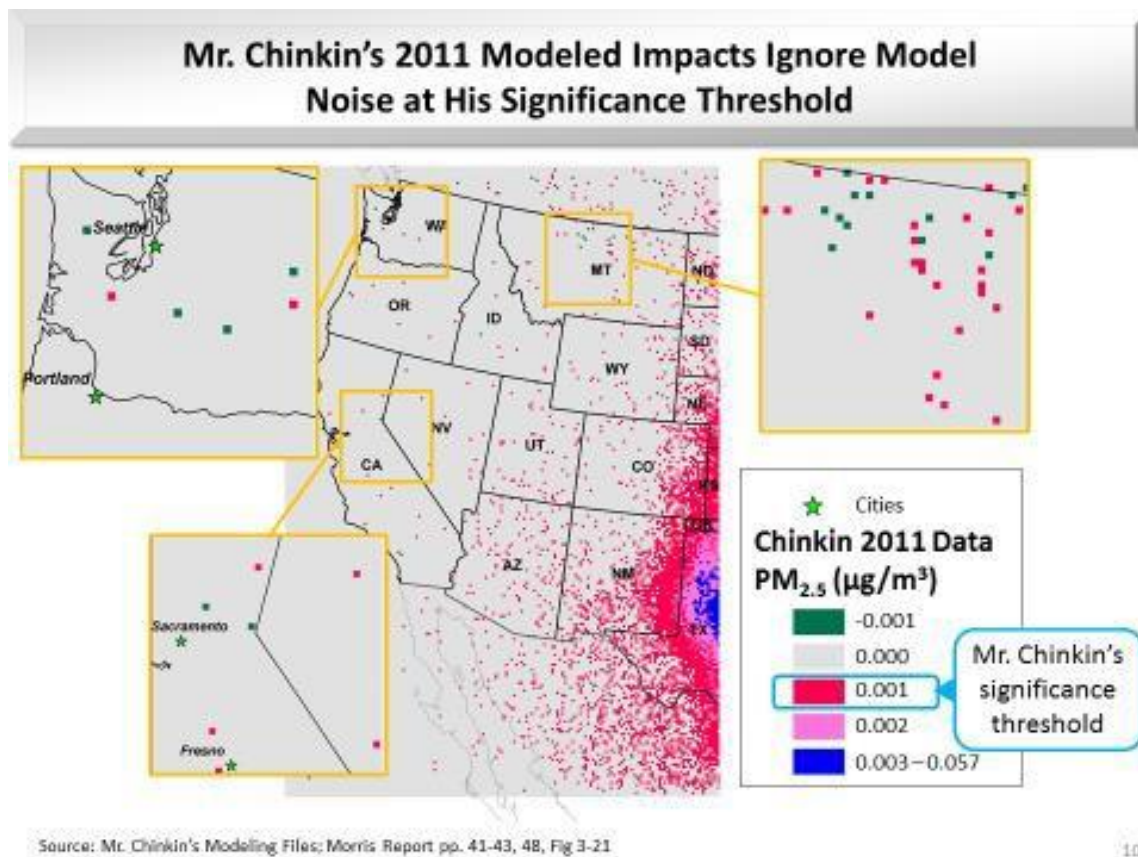 Mr. Chinkin's 2011 Modeled Impacts Ignore Model
Noise at His Significance Threshold
Seattle
Portland
WA
OR
ID
MT
ND
SD
WY
NE
NV
CA
UT
CO
KS
AZ
NM
TX
Sacramento
Fresno
Cities
Chinkin 2011 Data
PM2.5 (µg/m³)
-0.001
0.000
0.001
0.002
0.003–0.057
Mr. Chinkin's
significance
threshold
Source: Mr. Chinkin's Modeling Files; Morris Report pp. 41-43, 48, Fig 3-21